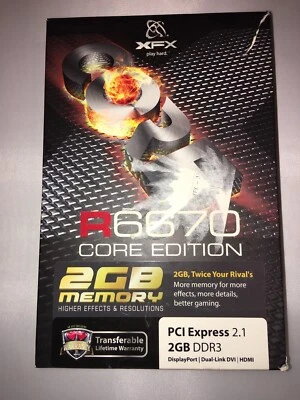 XFX
play hard.
R6670
CORE EDITION
2GB
MEMORY
HIGHER EFFECTS & RESOLUTIONS
2GB, Twice Your Rival's
More memory for more
effects, more details,
better gaming.
Transferable
Lifetime Warranty
PCI Express 2.1
2GB DDR3
DisplayPort | Dual-Link DVI | HDMI